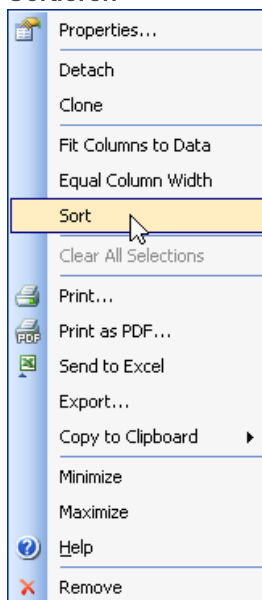 Properties...
Detach
Clone
Fit Columns to Data
Equal Column Width
Sort
Clear All Selections
Print...
PDF
Print as PDF...
Send to Excel
Export...
Copy to Clipboard
Minimize
Maximize
Help
Remove